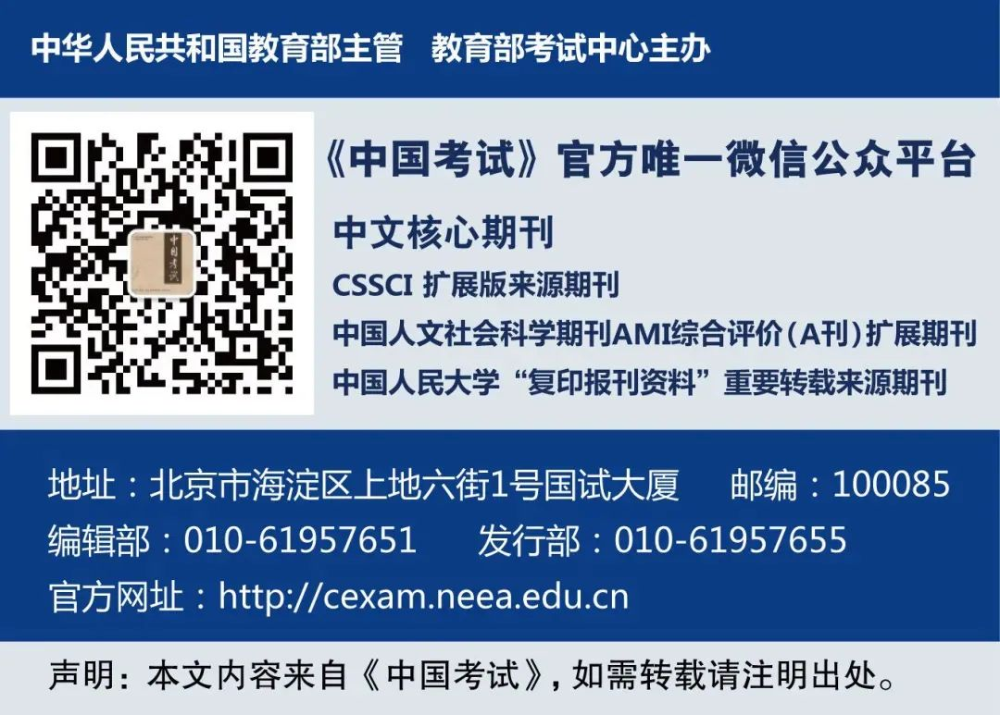 中华人民共和国教育部主管 教育部考试中心主办
《中国考试》官方唯一微信公众平台
中文核心期刊
CSSCI 扩展版来源期刊
中国人文社会科学期刊AMI综合评价(A刊)扩展期刊
中国人民大学“复印报刊资料”重要转载来源期刊
中国考试
地址：北京市海淀区上地六街1号国试大厦 邮编：100085
编辑部：010-61957651 发行部：010-61957655
官方网址：http://cexam.neea.edu.cn
声明：本文内容来自《中国考试》，如需转载请注明出处。